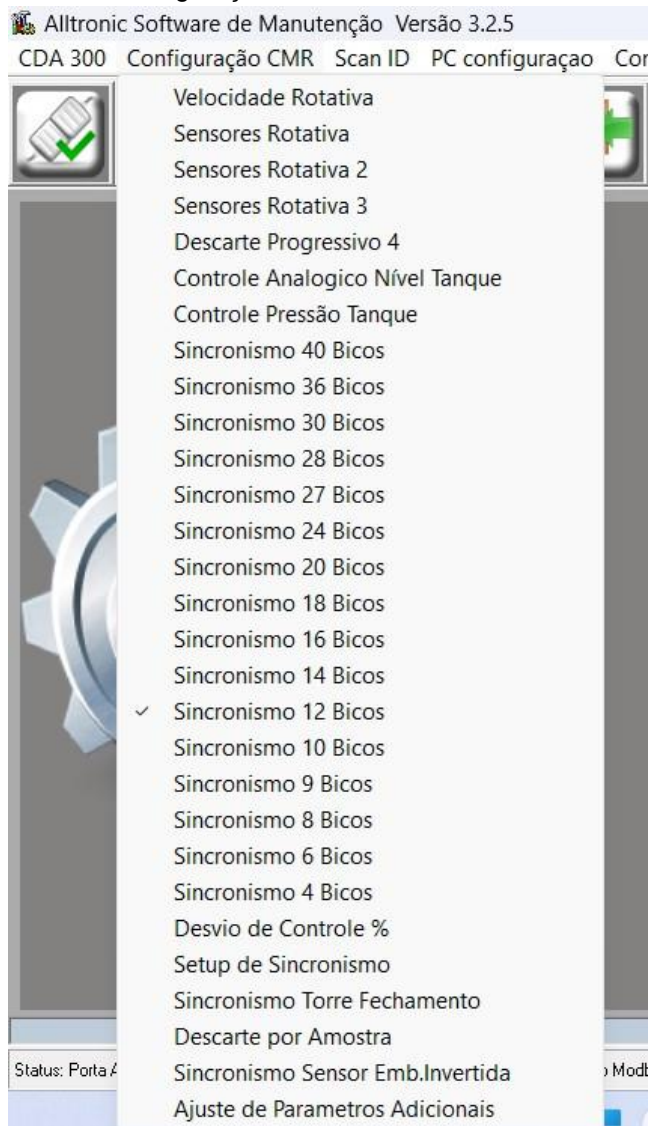 Alltronic Software de Manutenção Versão 3.2.5
CDA 300 Configuração CMR Scan ID PC configuraçao
Velocidade Rotativa
Sensores Rotativa
Sensores Rotativa 2
Sensores Rotativa 3
Descarte Progressivo 4
Controle Analogico Nível Tanque
Controle Pressão Tanque
Sincronismo 40 Bicos
Sincronismo 36 Bicos
Sincronismo 30 Bicos
Sincronismo 28 Bicos
Sincronismo 27 Bicos
Sincronismo 24 Bicos
Sincronismo 20 Bicos
Sincronismo 18 Bicos
Sincronismo 16 Bicos
Sincronismo 14 Bicos
Sincronismo 12 Bicos
Sincronismo 10 Bicos
Sincronismo 9 Bicos
Sincronismo 8 Bicos
Sincronismo 6 Bicos
Sincronismo 4 Bicos
Desvio de Controle %
Setup de Sincronismo
Sincronismo Torre Fechamento
Descarte por Amostra
Status: Porta
Sincronismo Sensor Emb.Invertida
Ajuste de Parametros Adicionais